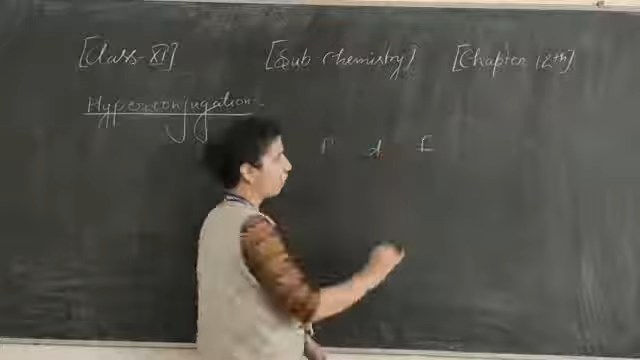 [Class-XI] [Sub Chemistry] [Chapter 12th]
Hyperconjugation